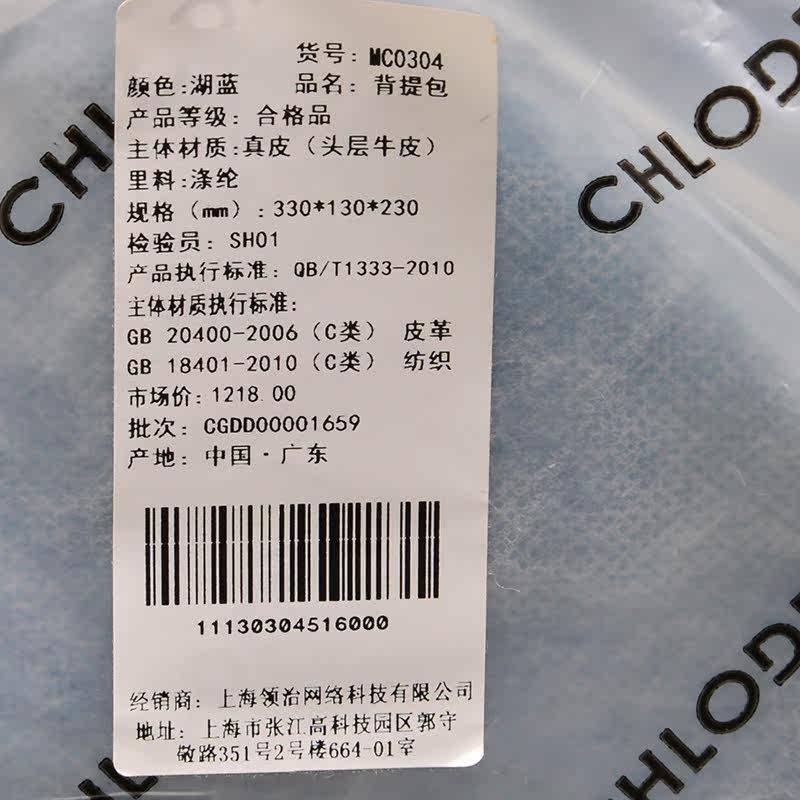 货号: MC0304
颜色:湖蓝 品名: 背提包
产品等级: 合格品
主体材质:真皮（头层牛皮）
里料:涤纶
规格（mm）:330*130*230
检验员: SH01
产品执行标准: QB/T1333-2010
主体材质执行标准:
GB 20400-2006（C类） 皮革
GB 18401-2010（C类） 纺织
市场价: 1218.00
批次: CGDD00001659
产地: 中国·广东
11130304516000
经销商: 上海领治网络科技有限公司
地址: 上海市张江高科技园区郭守
敬路351号2号楼664-01室
CHLOGO
CHL
CHLOG
CHL